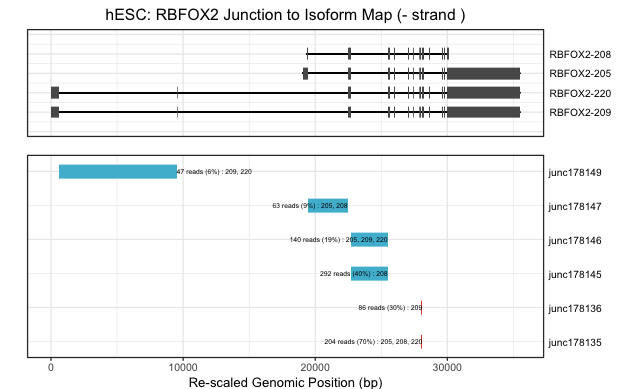 hESC: RBFOX2 Junction to Isoform Map (- strand )
RBFOX2-208
RBFOX2-205
RBFOX2-220
RBFOX2-209
47 reads (6%) : 209, 220
junc178149
63 reads (9%) : 205, 208
junc178147
140 reads (19%) : 205, 209, 220
junc178146
292 reads (40%) : 208
junc178145
86 reads (30%) : 209
junc178136
204 reads (70%) : 205, 208, 220
junc178135
0 10000 20000 30000
Re-scaled Genomic Position (bp)